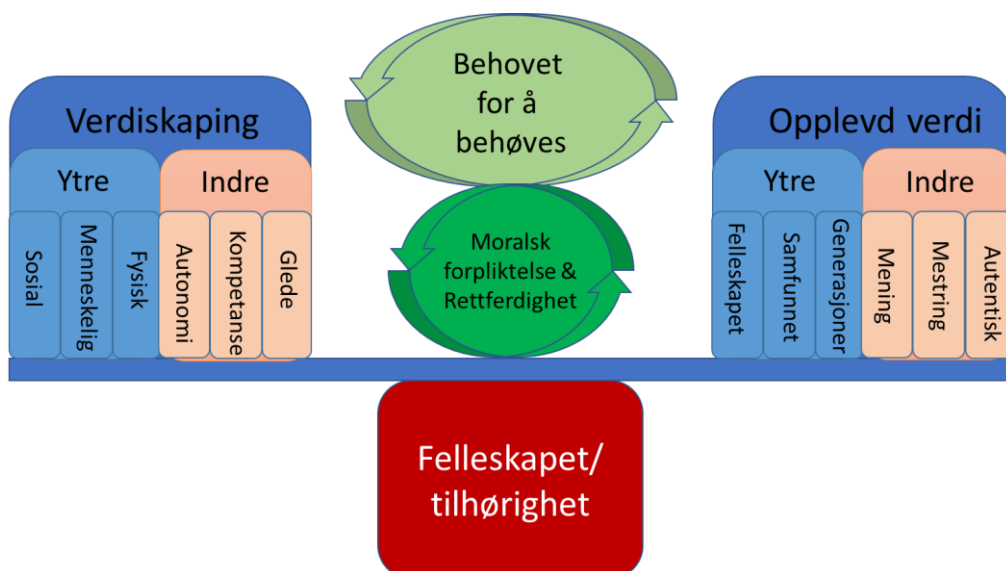 Verdiskaping
Ytre
Indre
Sosial
Menneskelig
Fysisk
Autonomi
Kompetanse
Glede
Behovet
for å
behøves
Moralsk
forpliktelse &
Rettferdighet
Opplevd verdi
Ytre
Indre
Felleskapet
Samfunnet
Generasjoner
Mening
Mestring
Autentisk
Felleskapet/
tilhørighet